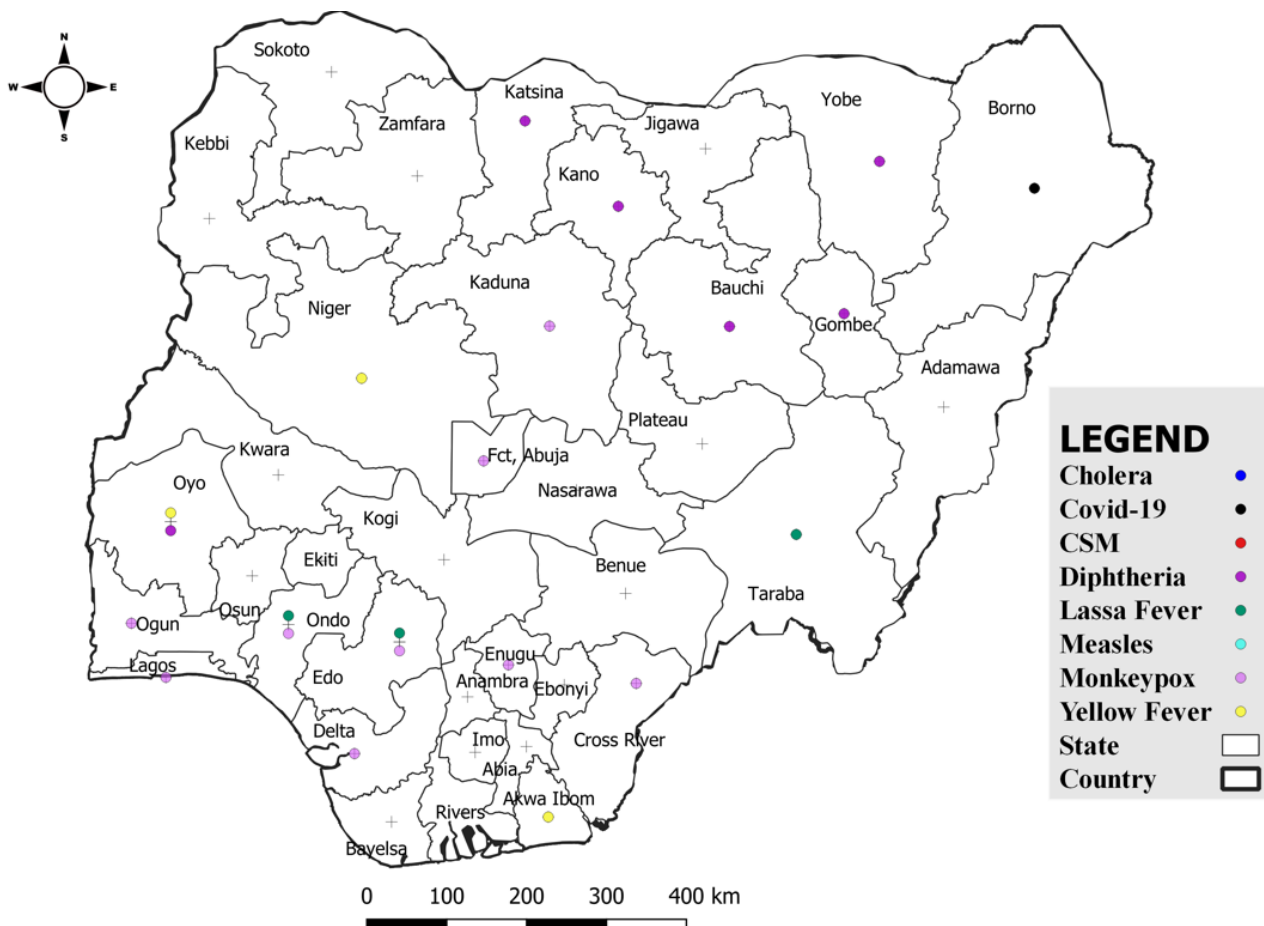 N
W E
S
Sokoto
Katsina
Yobe
Borno
Zamfara
Jigawa
Kebbi
Kano
Kaduna
Bauchi
Niger
Gombe
Adamawa
Plateau
Kwara
Fct, Abuja
Oyo
Nasarawa
Kogi
Ekiti
Benue
Taraba
Osun
Ondo
Ogun
Enugu
Lagos
Edo
Anambra
Ebonyi
Delta
Imo
Cross River
Abia
Akwa Ibom
Rivers
Bayelsa
LEGEND
Cholera
Covid-19
CSM
Diphtheria
Lassa Fever
Measles
Monkeypox
Yellow Fever
State
Country
0 100 200 300 400 km